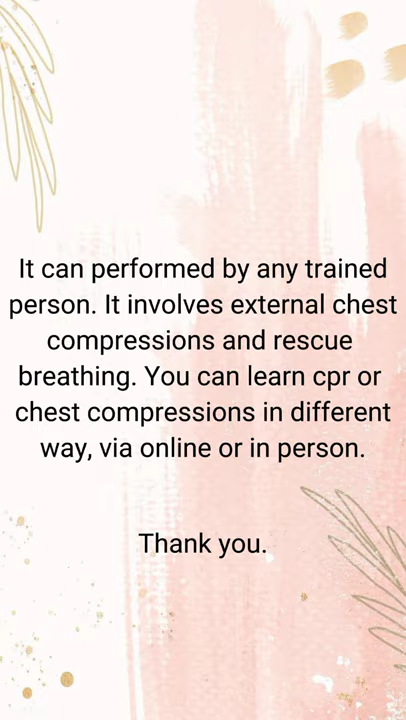 It can performed by any trained
person. It involves external chest
compressions and rescue
breathing. You can learn cpr or
chest compressions in different
way, via online or in person.
Thank you.